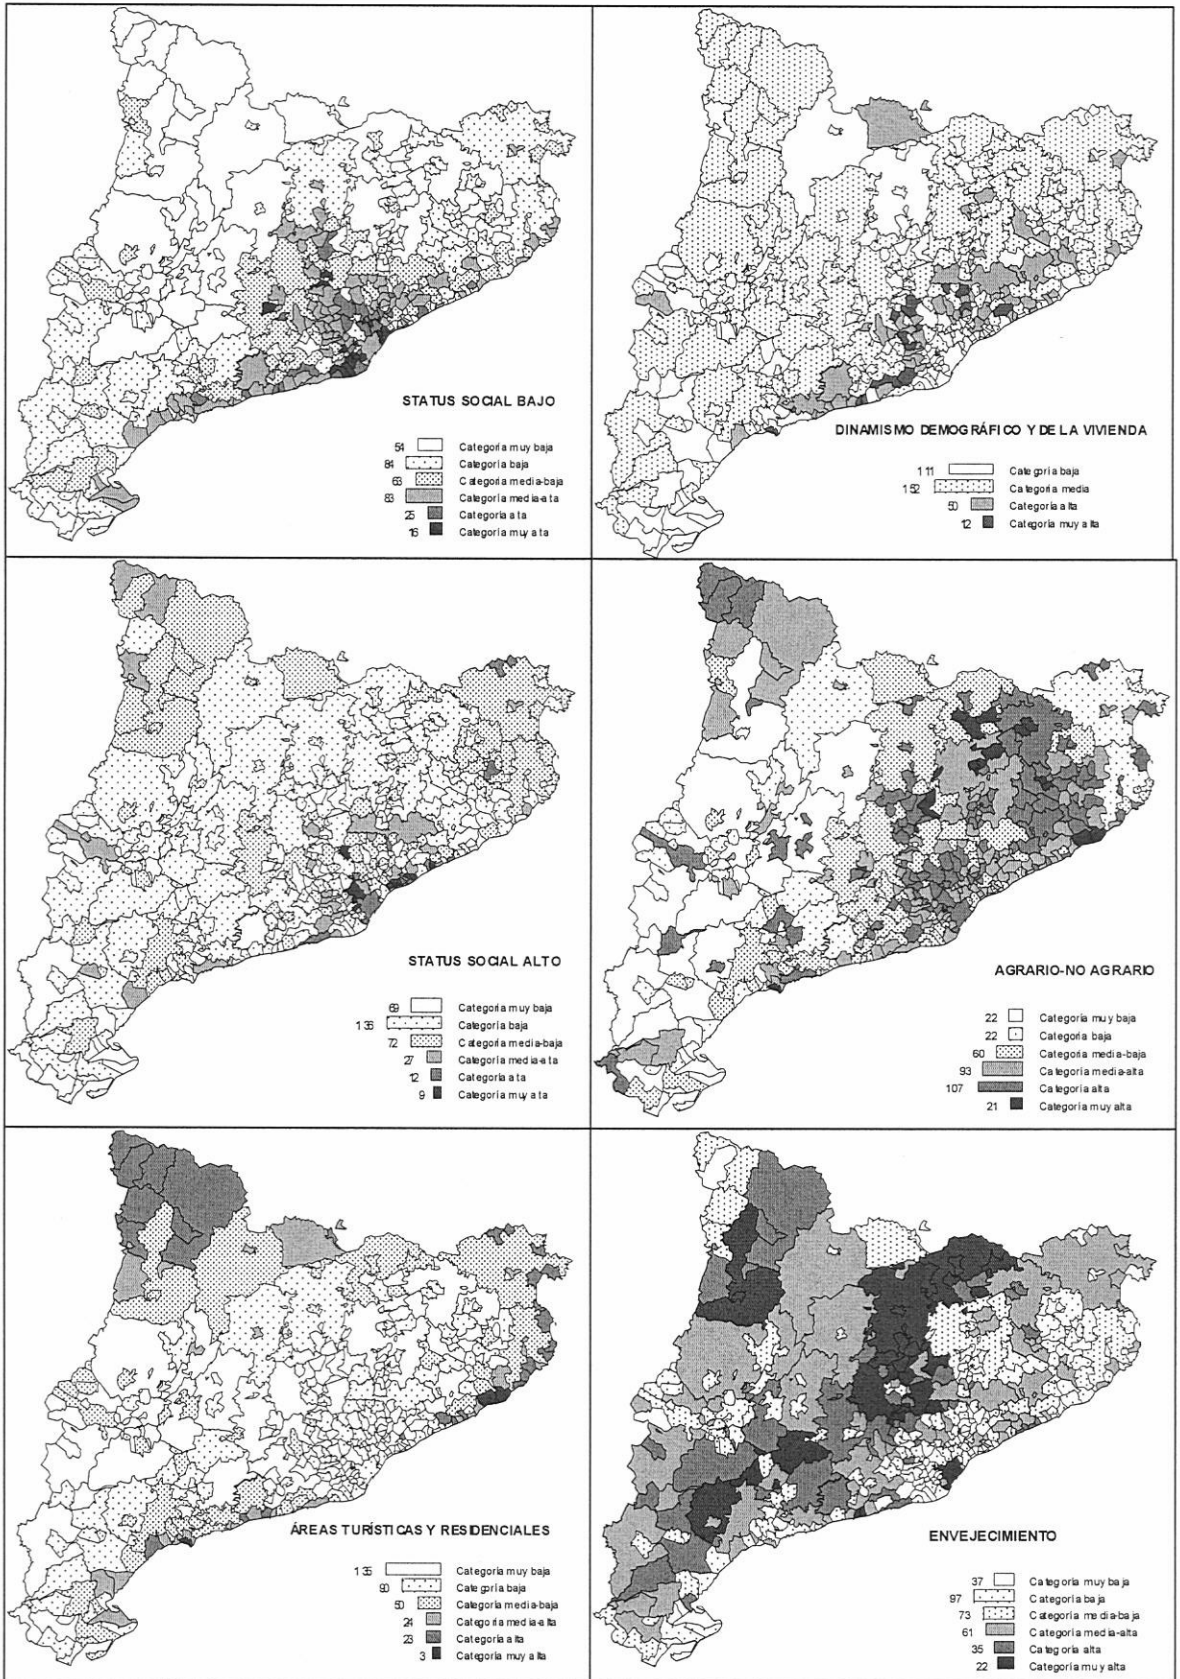 STATUS SOCIAL BAJO
54 Categoría muy baja
84 Categoría baja
63 Categoría media-baja
83 Categoría media-ata
25 Categoría ata
16 Categoría muy ata
DINAMISMO DEMOGRÁFICO Y DE LA VIVIENDA
111 Categoría baja
152 Categoría media
50 Categoría alta
12 Categoría muy alta
STATUS SOCIAL ALTO
69 Categoría muy baja
136 Categoría baja
72 Categoría media-baja
27 Categoría media-ata
12 Categoría ata
9 Categoría muy ata
AGRARIO-NO AGRARIO
22 Categoría muy baja
22 Categoría baja
60 Categoría media-baja
93 Categoría media-alta
107 Categoría alta
21 Categoría muy alta
ÁREAS TURÍSTICAS Y RESIDENCIALES
135 Categoría muy baja
90 Categoría baja
50 Categoría media-baja
24 Categoría media-alta
23 Categoría alta
3 Categoría muy alta
ENVEJECIMIENTO
37 Categoría muy baja
97 Categoría baja
73 Categoría media-baja
61 Categoría media-alta
35 Categoría alta
22 Categoría muy alta